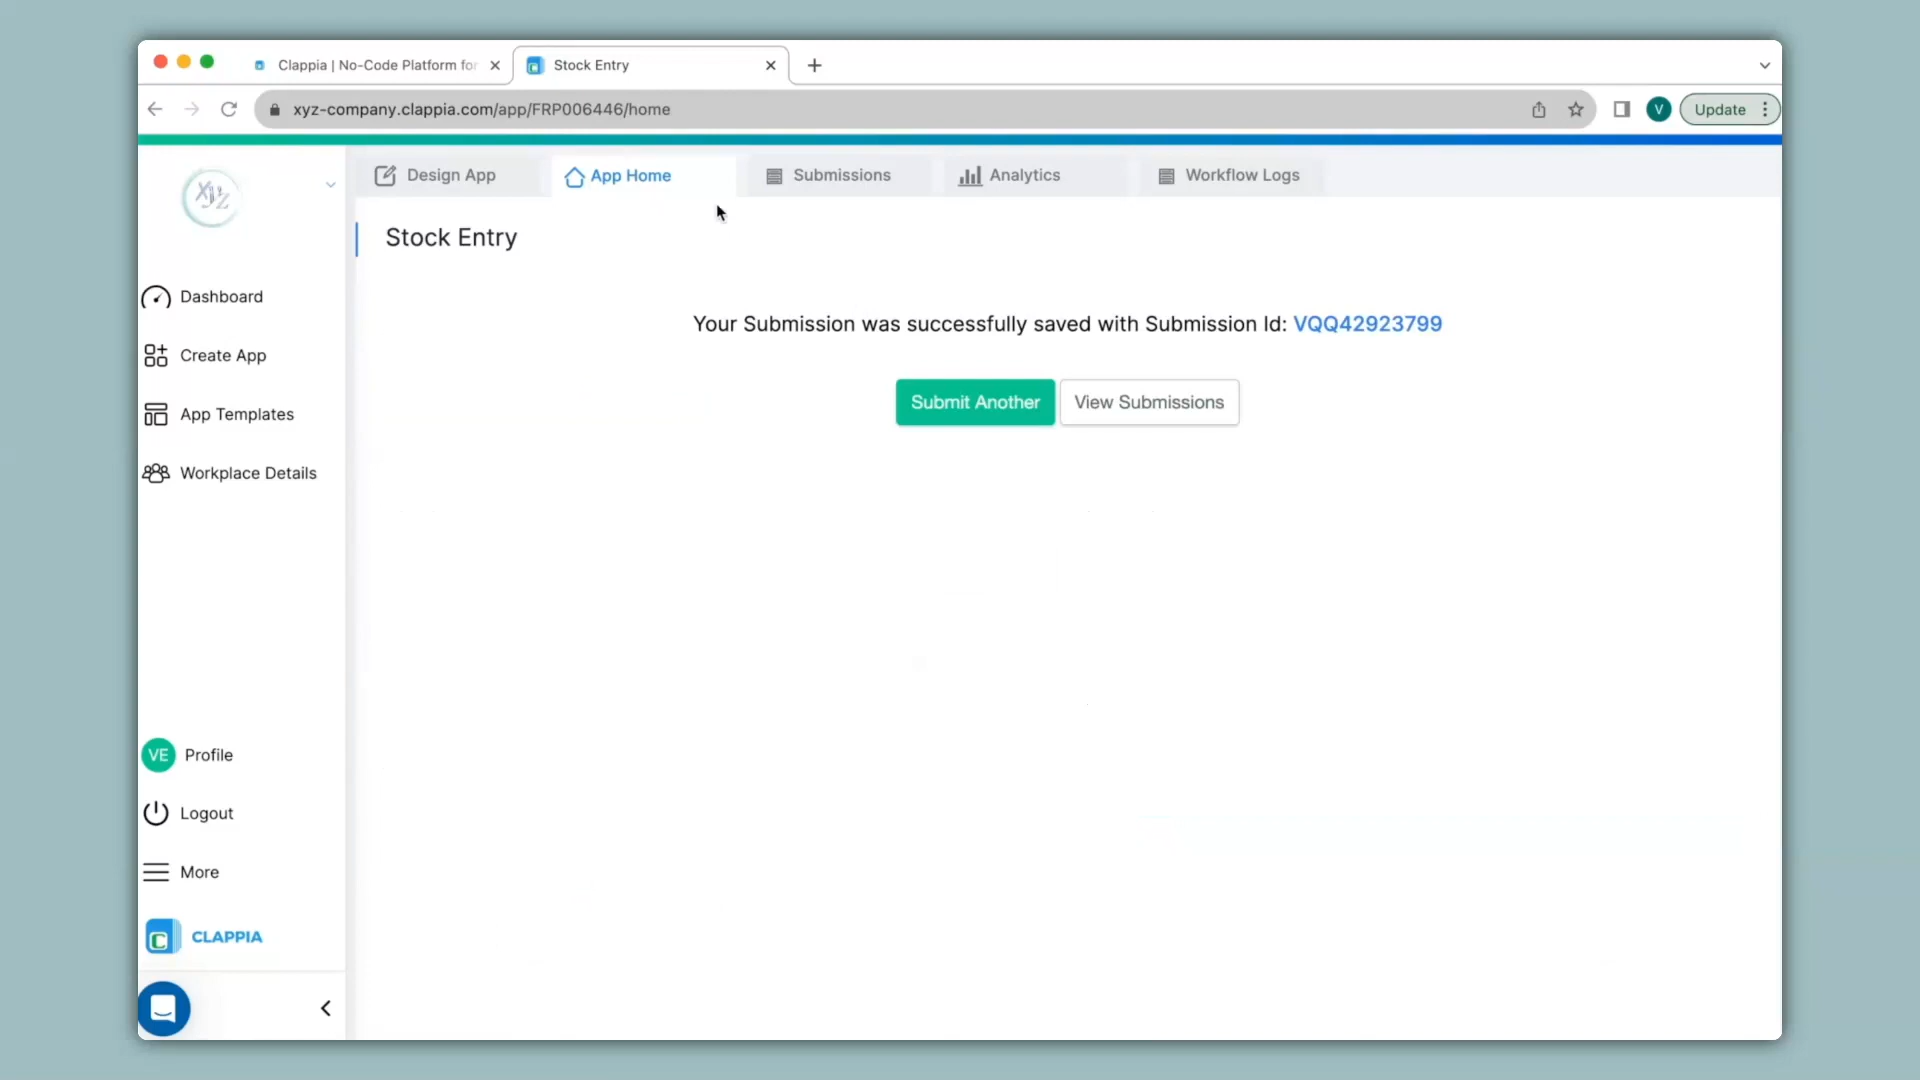 Clappia | No-Code Platform for
Stock Entry
xyz-company.clappia.com/app/FRP006446/home
V
Update
XYZ
Design App
App Home
Submissions
Analytics
Workflow Logs
Stock Entry
Dashboard
Create App
App Templates
Workplace Details
Your Submission was successfully saved with Submission Id: VQQ42923799
Submit Another
View Submissions
VE
Profile
Logout
More
C
CLAPPIA